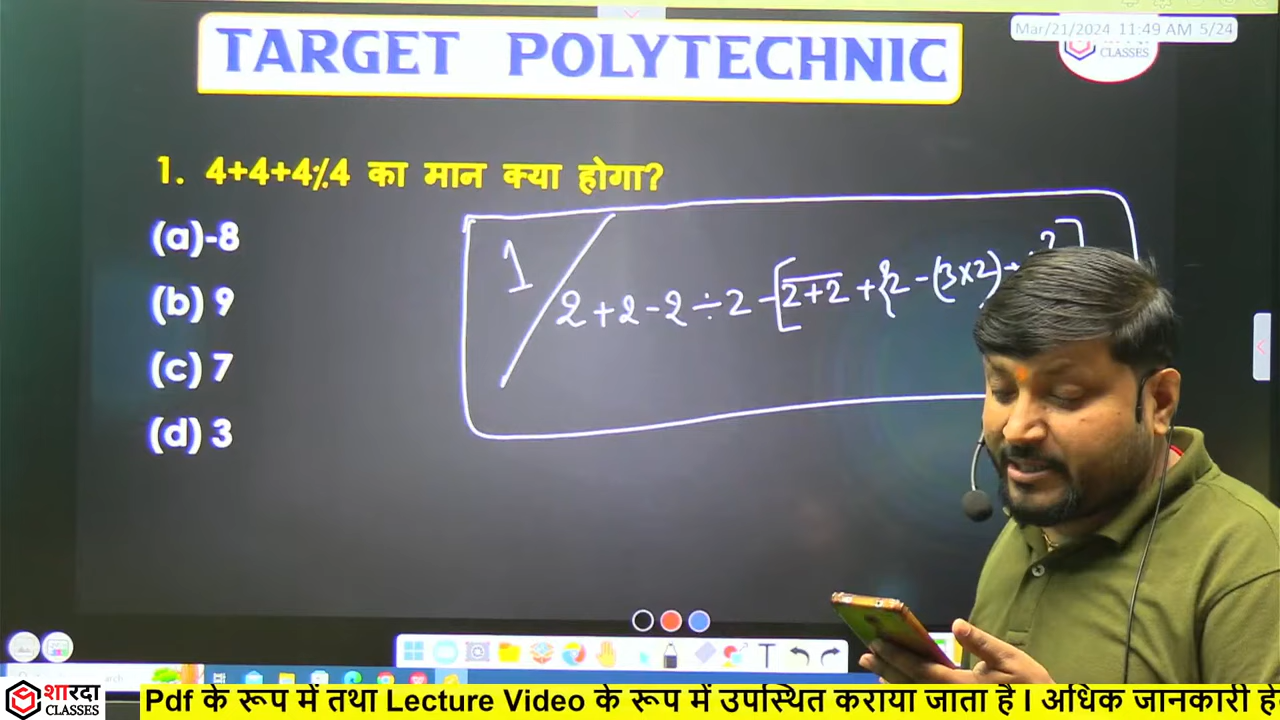 Mar/21/2024 11:49 AM 5/24
TARGET POLYTECHNIC
CLASSES
1. 4+4+4٪4 का मान क्या होगा?
(a)-8
(b) 9
(c) 7
(d) 3
1
2+2-2÷2-[2+2+{2-(3×2)+
2]
T
शारदा
CLASSES
Pdf के रूप में तथा Lecture Video के रूप में उपस्थित कराया जाता है I अधिक जानकारी हे